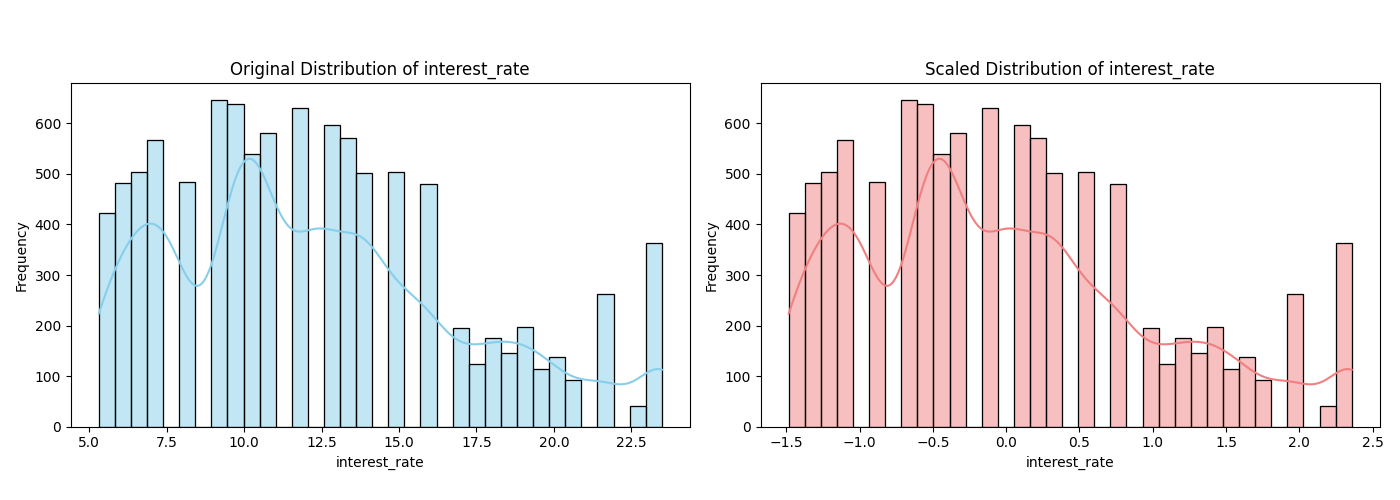 Original Distribution of interest_rate
Frequency
600
500
400
300
200
100
0
5.0 7.5 10.0 12.5 15.0 17.5 20.0 22.5
interest_rate
Scaled Distribution of interest_rate
Frequency
600
500
400
300
200
100
0
−1.5 −1.0 −0.5 0.0 0.5 1.0 1.5 2.0 2.5
interest_rate